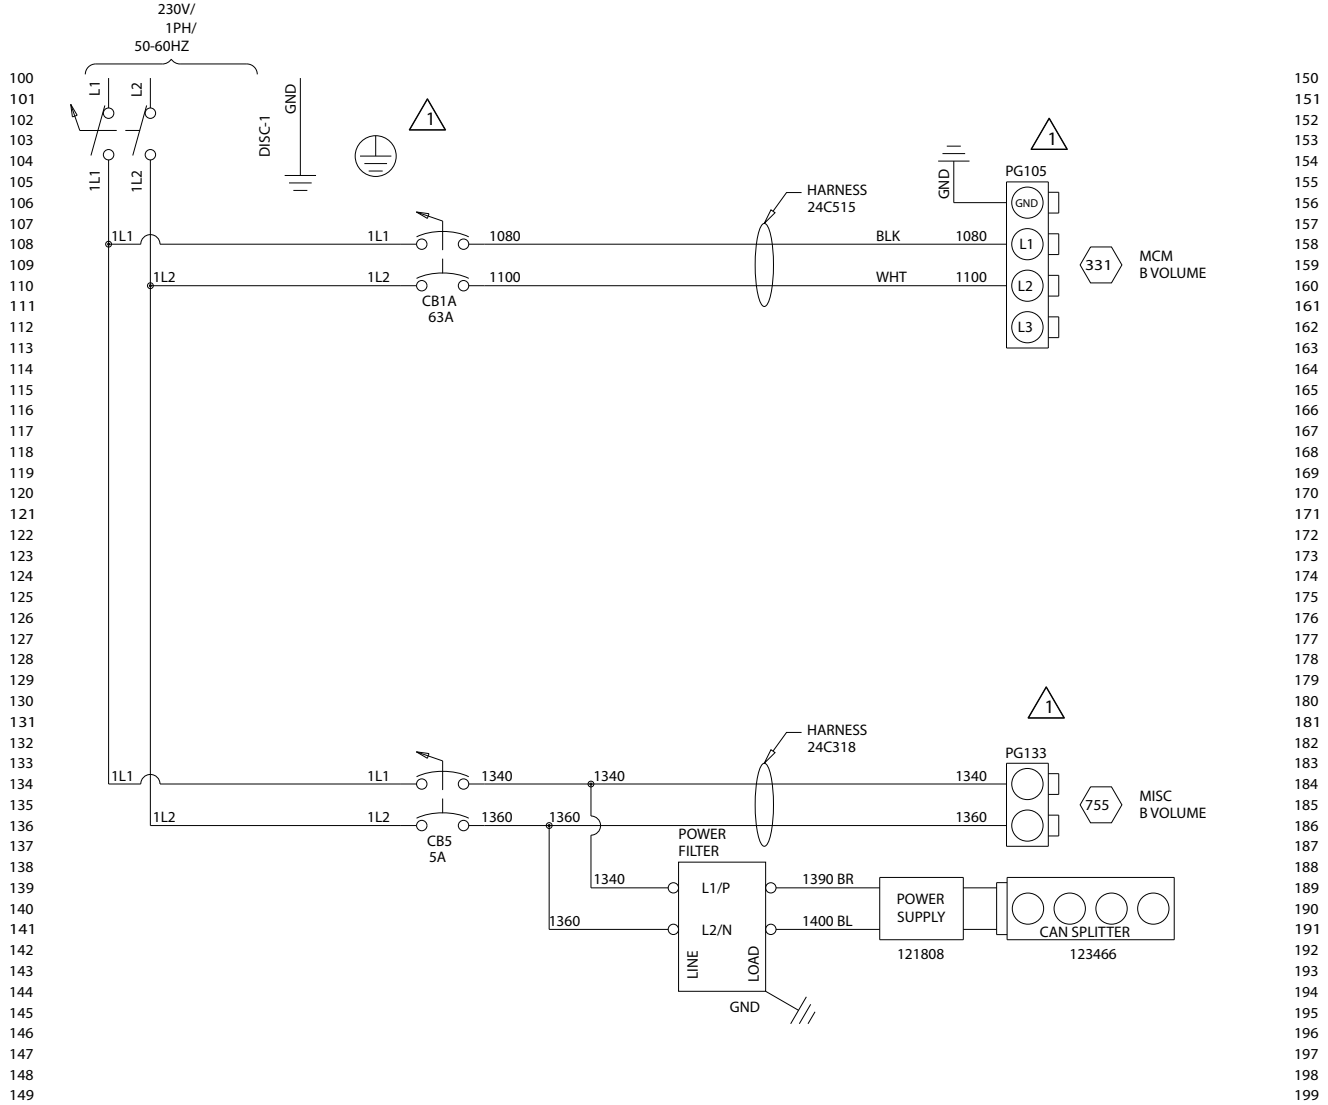 230V/
1PH/
50-60HZ
100
101
102
103
104
105
106
107
108
109
110
111
112
113
114
115
116
117
118
119
120
121
122
123
124
125
126
127
128
129
130
131
132
133
134
135
136
137
138
139
140
141
142
143
144
145
146
147
148
149
L1
L2
GND
DISC-1
1L1
1L2
1
1L1
1L1
1080
1L2
1L2
1100
CB1A
63A
HARNESS
24C515
BLK
1080
WHT
1100
GND
1
PG105
GND
L1
L2
L3
331
MCM
B VOLUME
1L1
1L1
1340
1340
1L2
1L2
1360
1360
CB5
5A
HARNESS
24C318
1340
1360
1
PG133
755
MISC
B VOLUME
POWER
FILTER
1340
L1/P
1390 BR
1360
L2/N
1400 BL
LINE
LOAD
GND
POWER
SUPPLY
121808
CAN SPLITTER
123466
150
151
152
153
154
155
156
157
158
159
160
161
162
163
164
165
166
167
168
169
170
171
172
173
174
175
176
177
178
179
180
181
182
183
184
185
186
187
188
189
190
191
192
193
194
195
196
197
198
199